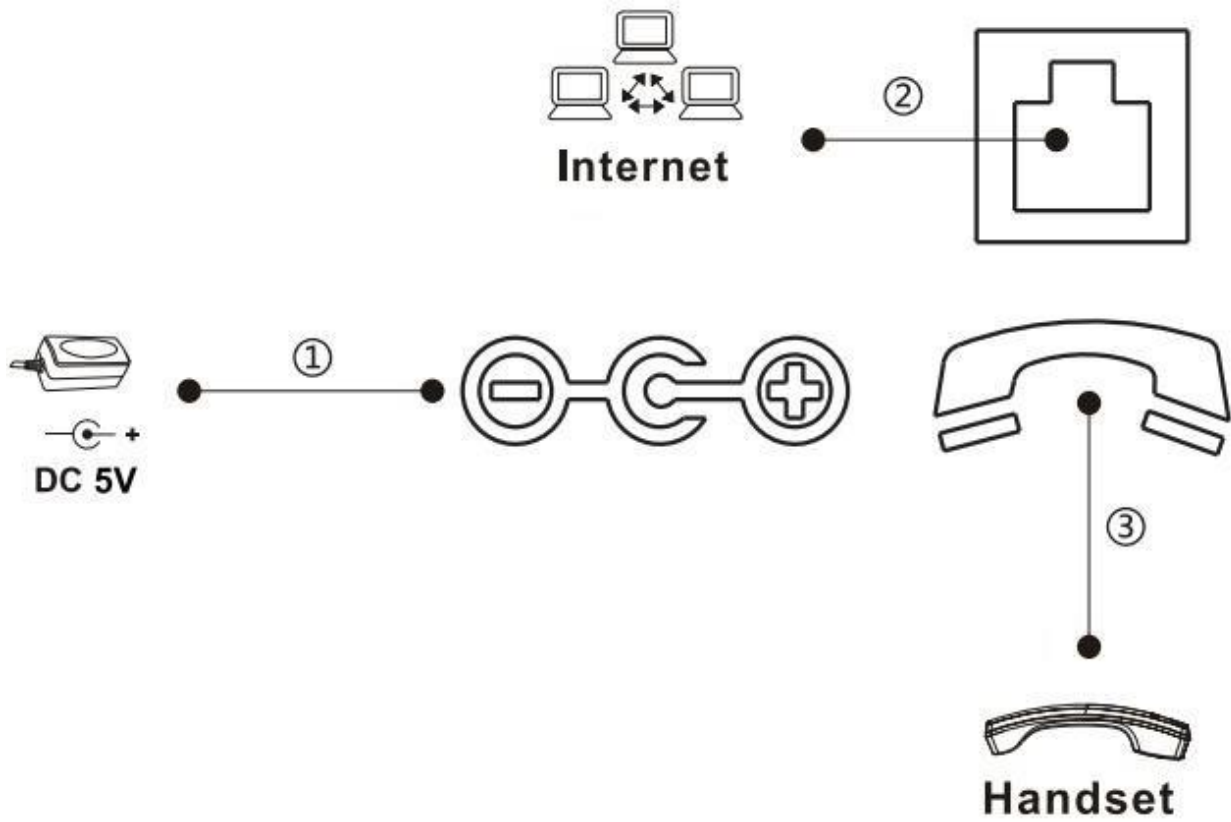 ②
Internet
①
DC 5V
③
Handset